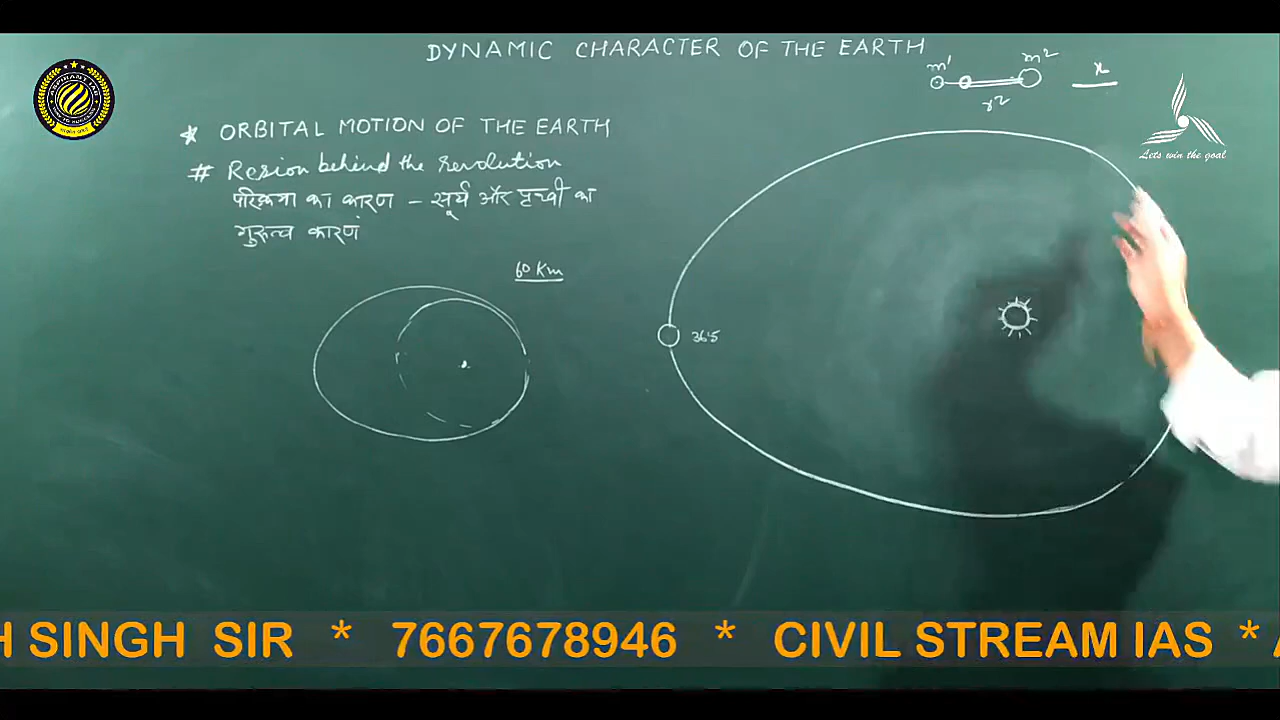 DYNAMIC CHARACTER OF THE EARTH
m1 m2
r2
x
Lets win the goal
* ORBITAL MOTION OF THE EARTH
# Resion behind the revolution
परिक्रमा का कारण – सूर्य और पृथ्वी का
गुरुत्व कारणं
60 Km
365
H SINGH SIR * 7667678946 * CIVIL STREAM IAS *